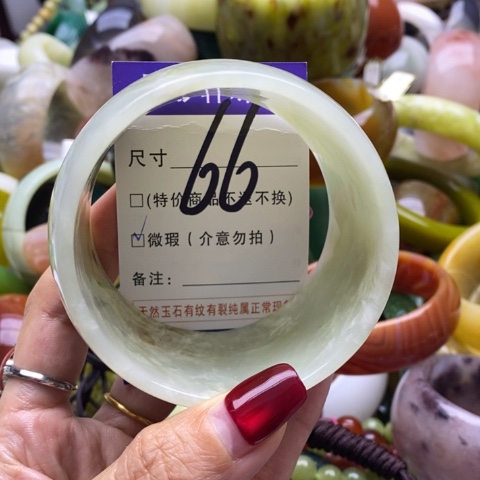 66
尺寸
□(特价商品不退不换)
☑微瑕(介意勿拍)
备注:
天然玉石有纹有裂纯属正常现